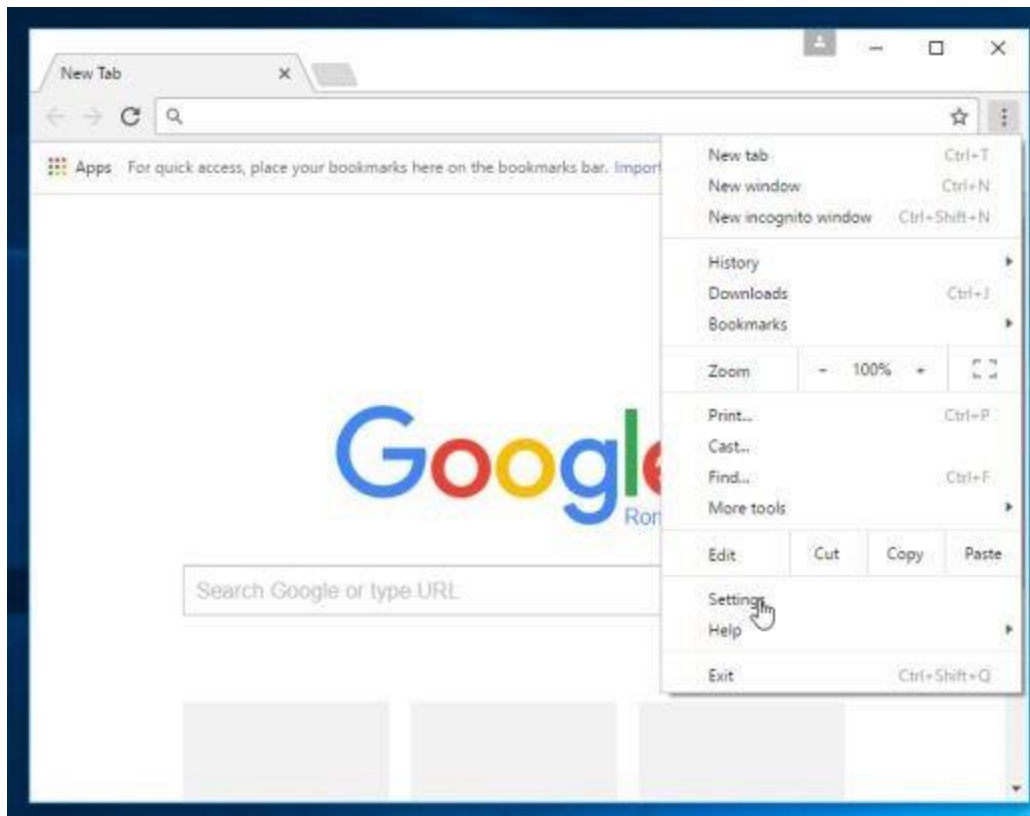 New Tab
Apps For quick access, place your bookmarks here on the bookmarks bar. Import
New tab Ctrl+T
New window Ctrl+N
New incognito window Ctrl+Shift+N
History
Downloads Ctrl+J
Bookmarks
Zoom - 100% +
Print... Ctrl+P
Cast...
Find... Ctrl+F
More tools
Edit Cut Copy Paste
Settings
Help
Exit Ctrl+Shift+Q
Google
Search Google or type URL